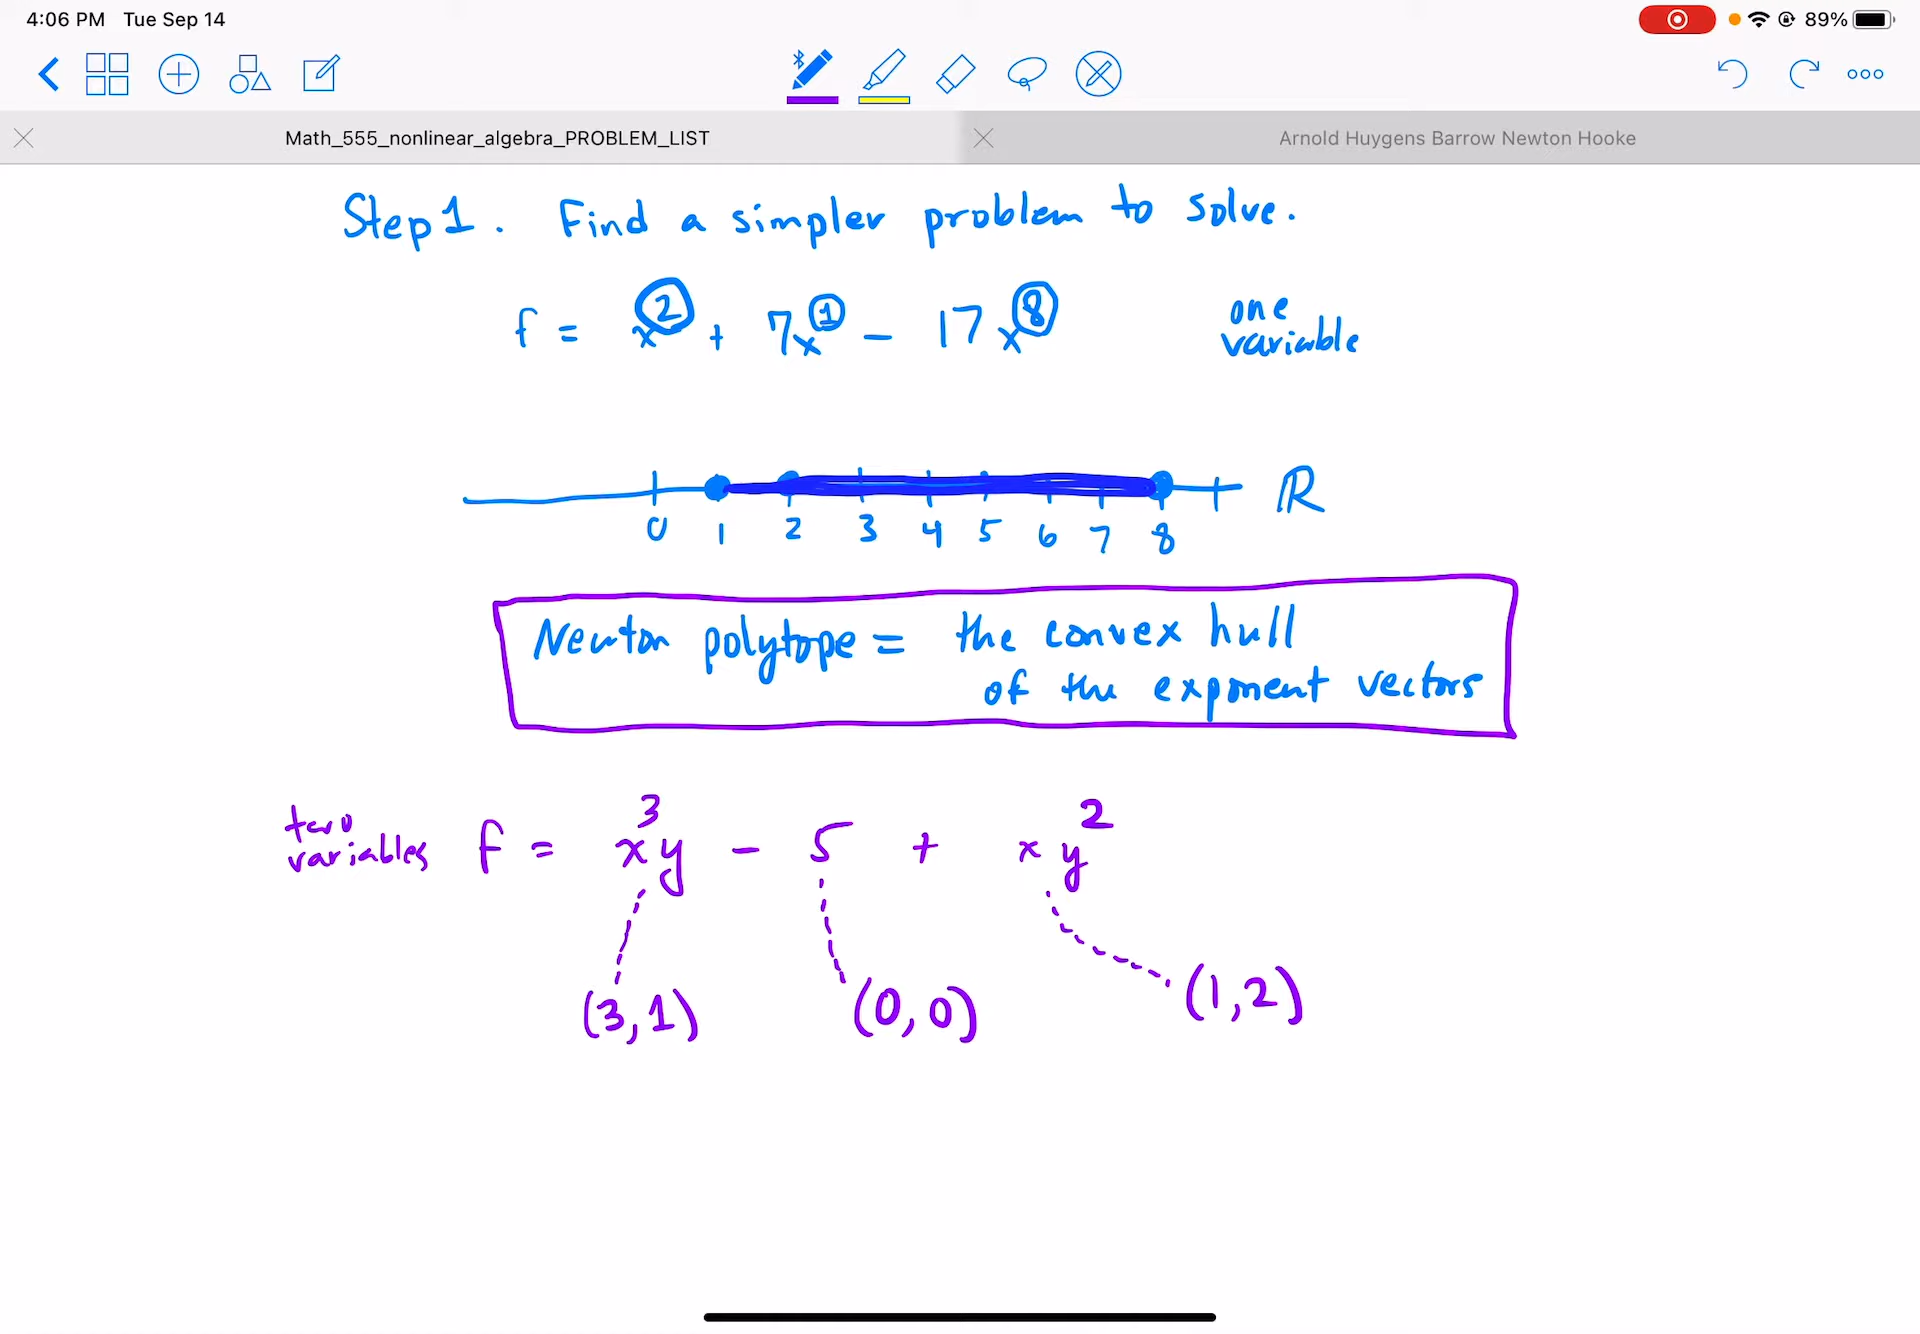 4:06 PM Tue Sep 14 89%
Math_555_nonlinear_algebra_PROBLEM_LIST Arnold Huygens Barrow Newton Hooke
Step 1. Find a simpler problem to solve.
f = x² + 7x¹ - 17x⁸ one variable
ℝ
0 1 2 3 4 5 6 7 8
Newton polytope = the convex hull
of the exponent vectors
two variables f = x³y - 5 + xy²
(3,1) (0,0) (1,2)